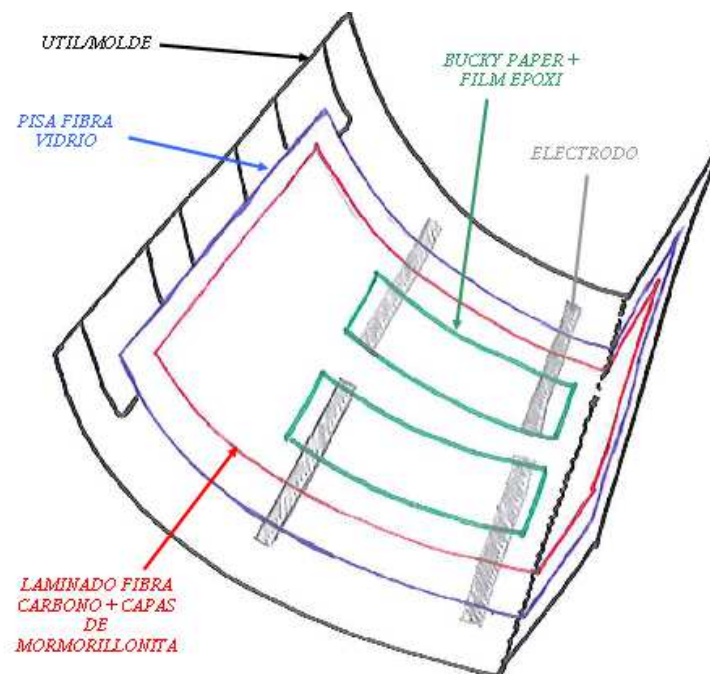 UTIL/MOLDE
BUCKY PAPER +
FILM EPOXI
PISA FIBRA
VIDRIO
ELECTRODO
LAMINADO FIBRA
CARBONO + CAPAS
DE
MORMORILLONITA